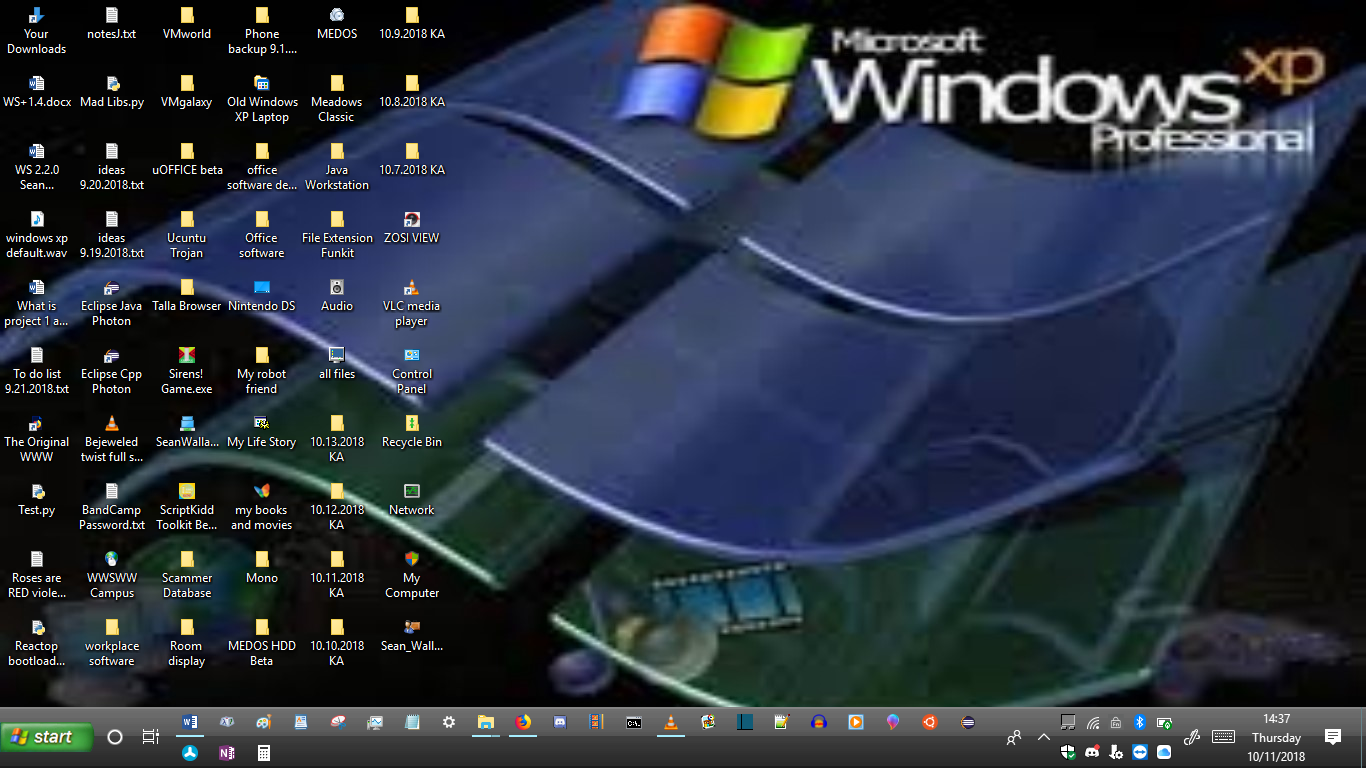 Your
Downloads
notesJ.txt
VMworld
Phone
backup 9.1....
MEDOS
10.9.2018 KA
Microsoft
Windows xp
Professional
WS+1.4.docx
Mad Libs.py
VMgalaxy
Old Windows
XP Laptop
Meadows
Classic
10.8.2018 KA
WS 2.2.0
Sean...
ideas
9.20.2018.txt
uOFFICE beta
office
software de...
Java
Workstation
10.7.2018 KA
windows xp
default.wav
ideas
9.19.2018.txt
Ucuntu
Trojan
Office
software
File Extension
Funkit
ZOSI VIEW
What is
project 1 a...
Eclipse Java
Photon
Talla Browser
Nintendo DS
Audio
VLC media
player
To do list
9.21.2018.txt
Eclipse Cpp
Photon
Sirens!
Game.exe
My robot
friend
all files
Control
Panel
The Original
WWW
Bejeweled
twist full s...
SeanWalla...
My Life Story
10.13.2018
KA
Recycle Bin
Test.py
BandCamp
Password.txt
ScriptKidd
Toolkit Be...
my books
and movies
10.12.2018
KA
Network
Roses are
RED viole...
WWSWW
Campus
Scammer
Database
Mono
10.11.2018
KA
My
Computer
Reactop
bootload...
workplace
software
Room
display
MEDOS HDD
Beta
10.10.2018
KA
Sean_Wall...
start
14:37
Thursday
10/11/2018